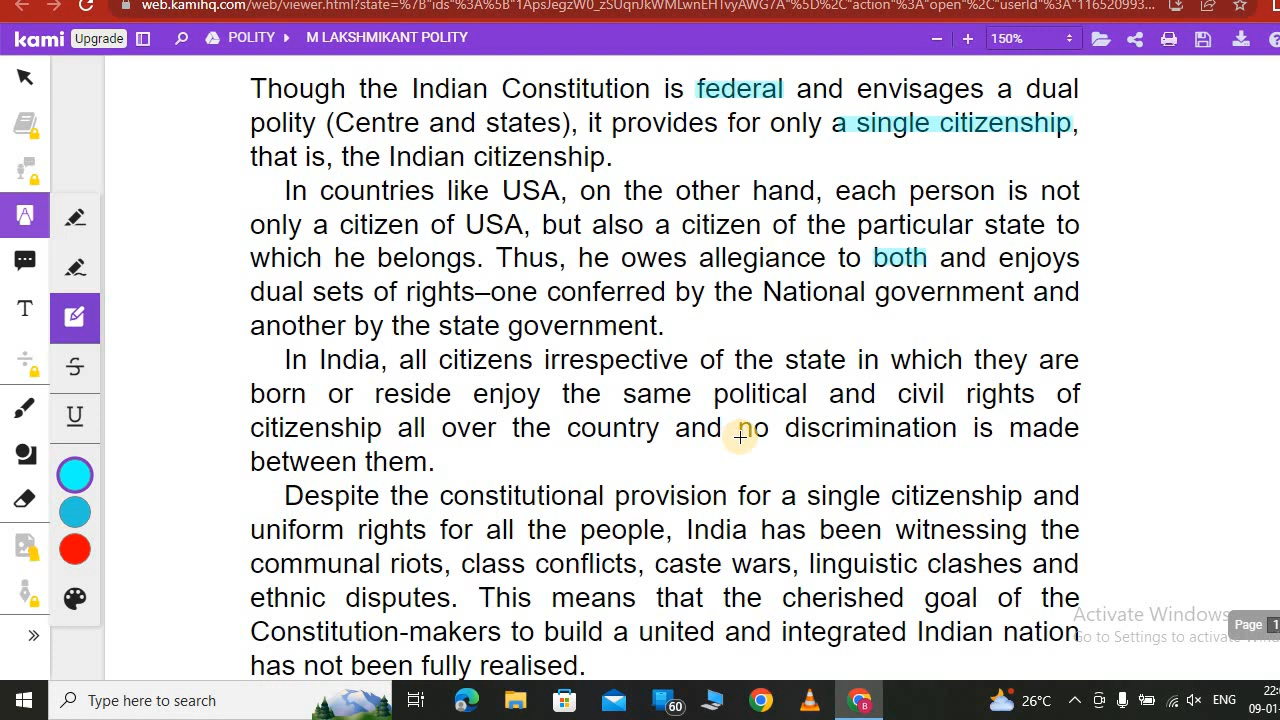 web.kamihq.com/web/viewer.html?state=%7B"ids"%3A%5B"1ApsJegzW0_zSUqnJkWMLwnEHTvyAWG7A"%5D%2C"action"%3A"open"%2C"userId"%3A"116520993...
kami Upgrade POLITY M LAKSHMIKANT POLITY 150%
Though the Indian Constitution is federal and envisages a dual
polity (Centre and states), it provides for only a single citizenship,
that is, the Indian citizenship.
In countries like USA, on the other hand, each person is not
only a citizen of USA, but also a citizen of the particular state to
which he belongs. Thus, he owes allegiance to both and enjoys
dual sets of rights–one conferred by the National government and
another by the state government.
In India, all citizens irrespective of the state in which they are
born or reside enjoy the same political and civil rights of
citizenship all over the country and no discrimination is made
between them.
Despite the constitutional provision for a single citizenship and
uniform rights for all the people, India has been witnessing the
communal riots, class conflicts, caste wars, linguistic clashes and
ethnic disputes. This means that the cherished goal of the
Constitution-makers to build a united and integrated Indian nation
has not been fully realised.
Activate Windows
Go to Settings to activate
Page 1
Type here to search
60
26°C
ENG
22:
09-01-